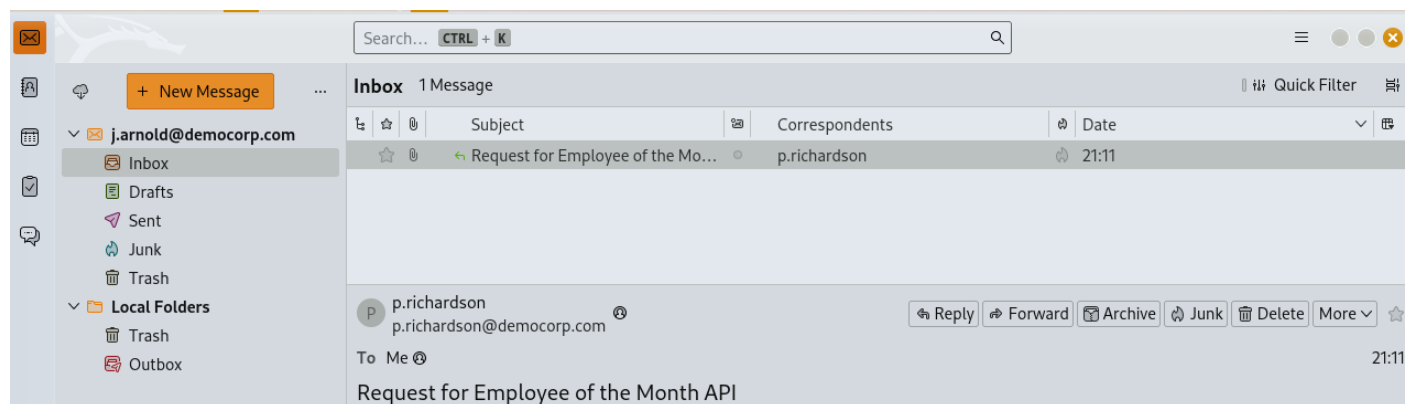 Search... CTRL + K
+ New Message ...
Inbox 1 Message Quick Filter
Subject Correspondents Date
j.arnold@democorp.com
Request for Employee of the Mo... p.richardson 21:11
Inbox
Drafts
Sent
Junk
Trash
Local Folders
Trash
Outbox
P p.richardson
p.richardson@democorp.com
Reply Forward Archive Junk Delete More
To Me 21:11
Request for Employee of the Month API